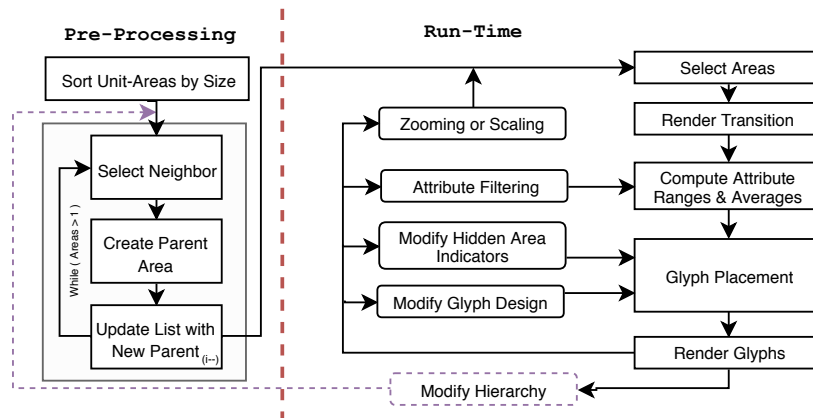 Pre-Processing
Run-Time
Sort Unit-Areas by Size
Select Neighbor
Create Parent
Area
Update List with
New Parent (i--)
While ( Areas > 1 )
Zooming or Scaling
Attribute Filtering
Modify Hidden Area
Indicators
Modify Glyph Design
Select Areas
Render Transition
Compute Attribute
Ranges & Averages
Glyph Placement
Render Glyphs
Modify Hierarchy